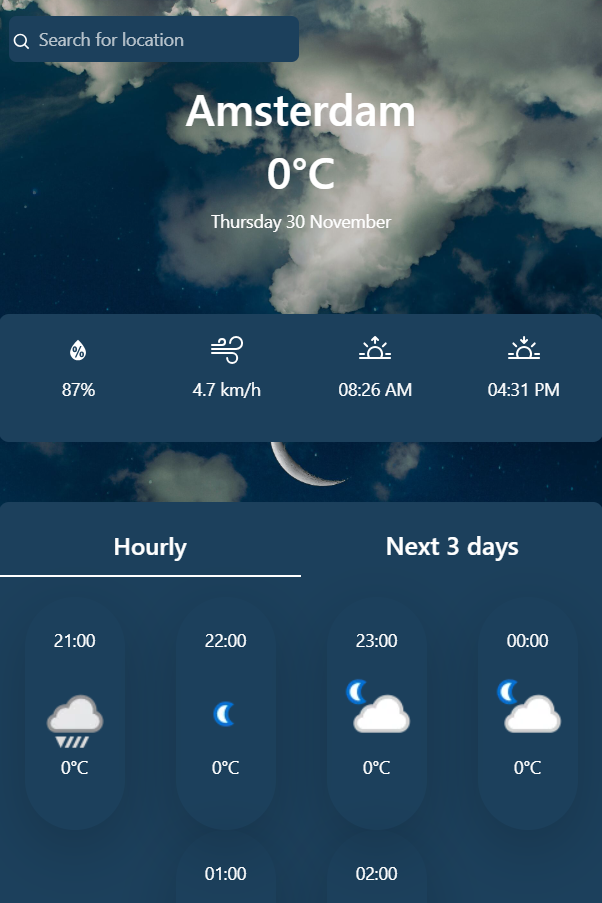 Search for location
Amsterdam
0°C
Thursday 30 November
87% 4.7 km/h 08:26 AM 04:31 PM
Hourly Next 3 days
21:00 22:00 23:00 00:00
0°C 0°C 0°C 0°C
01:00 02:00